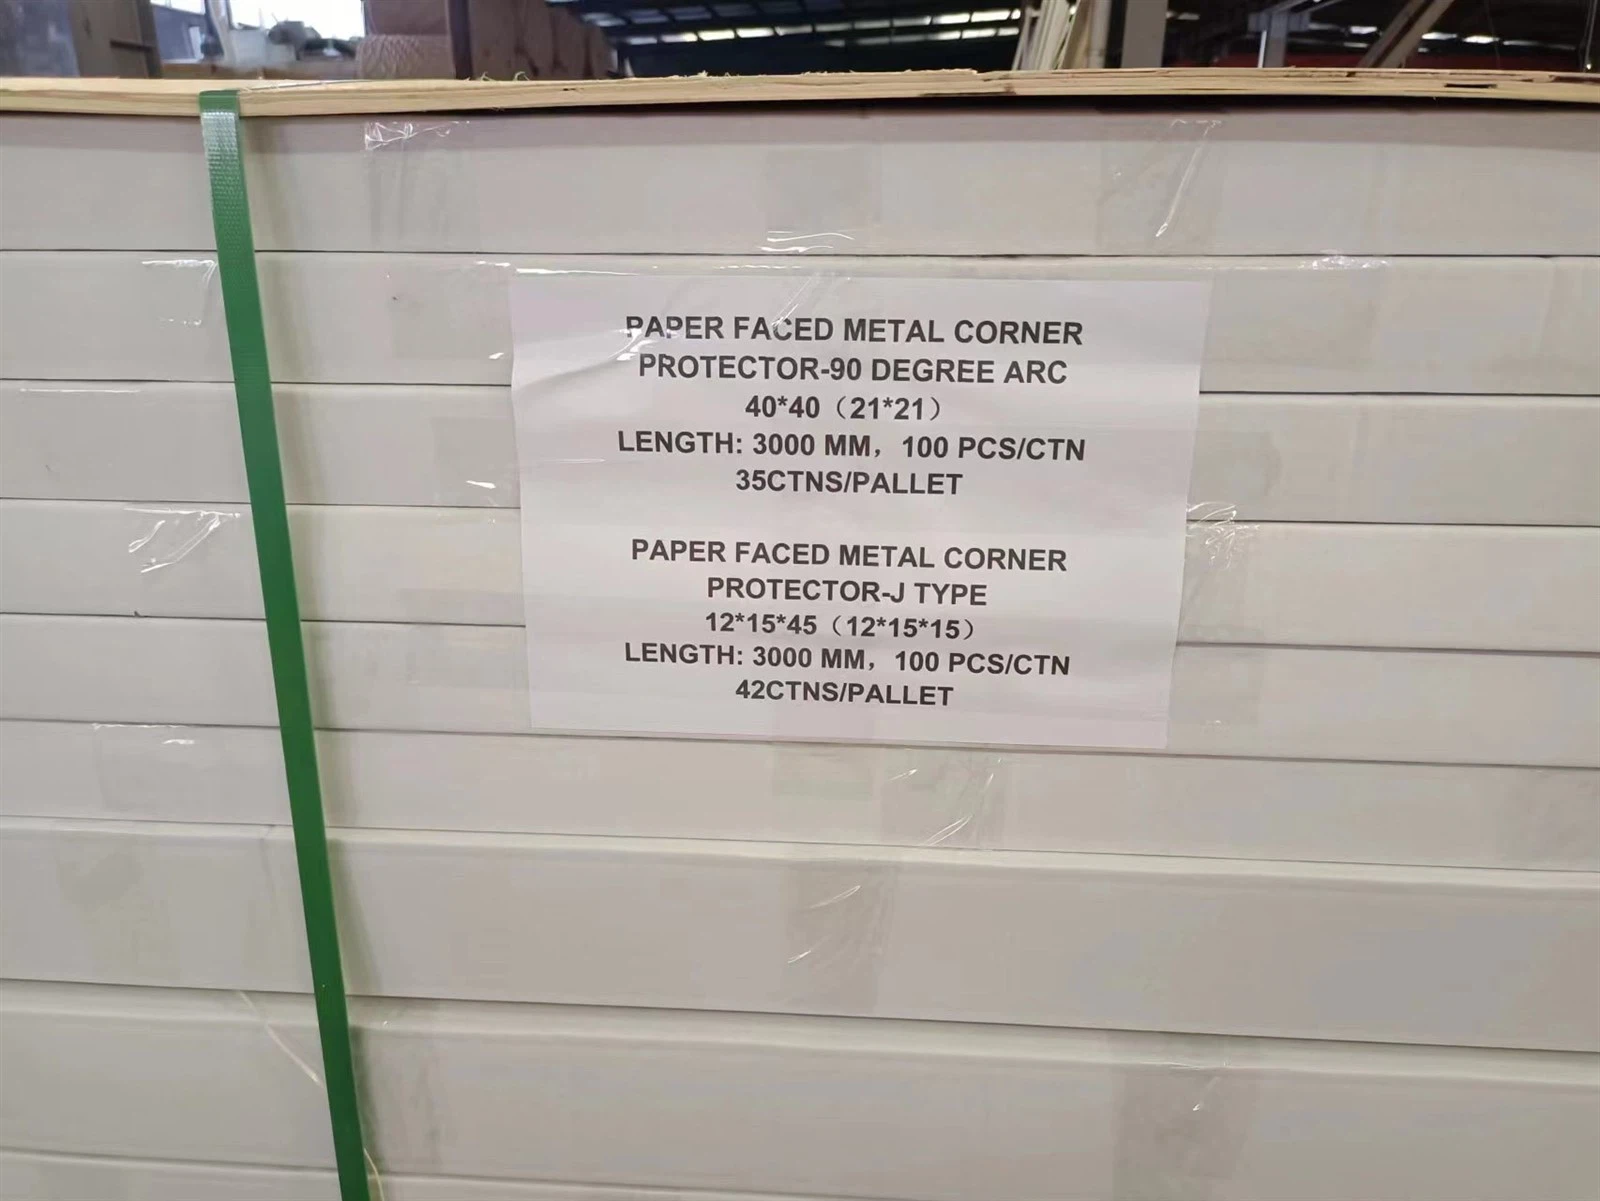 PAPER FACED METAL CORNER
PROTECTOR-90 DEGREE ARC
40*40（21*21）
LENGTH: 3000 MM，100 PCS/CTN
35CTNS/PALLET
PAPER FACED METAL CORNER
PROTECTOR-J TYPE
12*15*45（12*15*15）
LENGTH: 3000 MM，100 PCS/CTN
42CTNS/PALLET